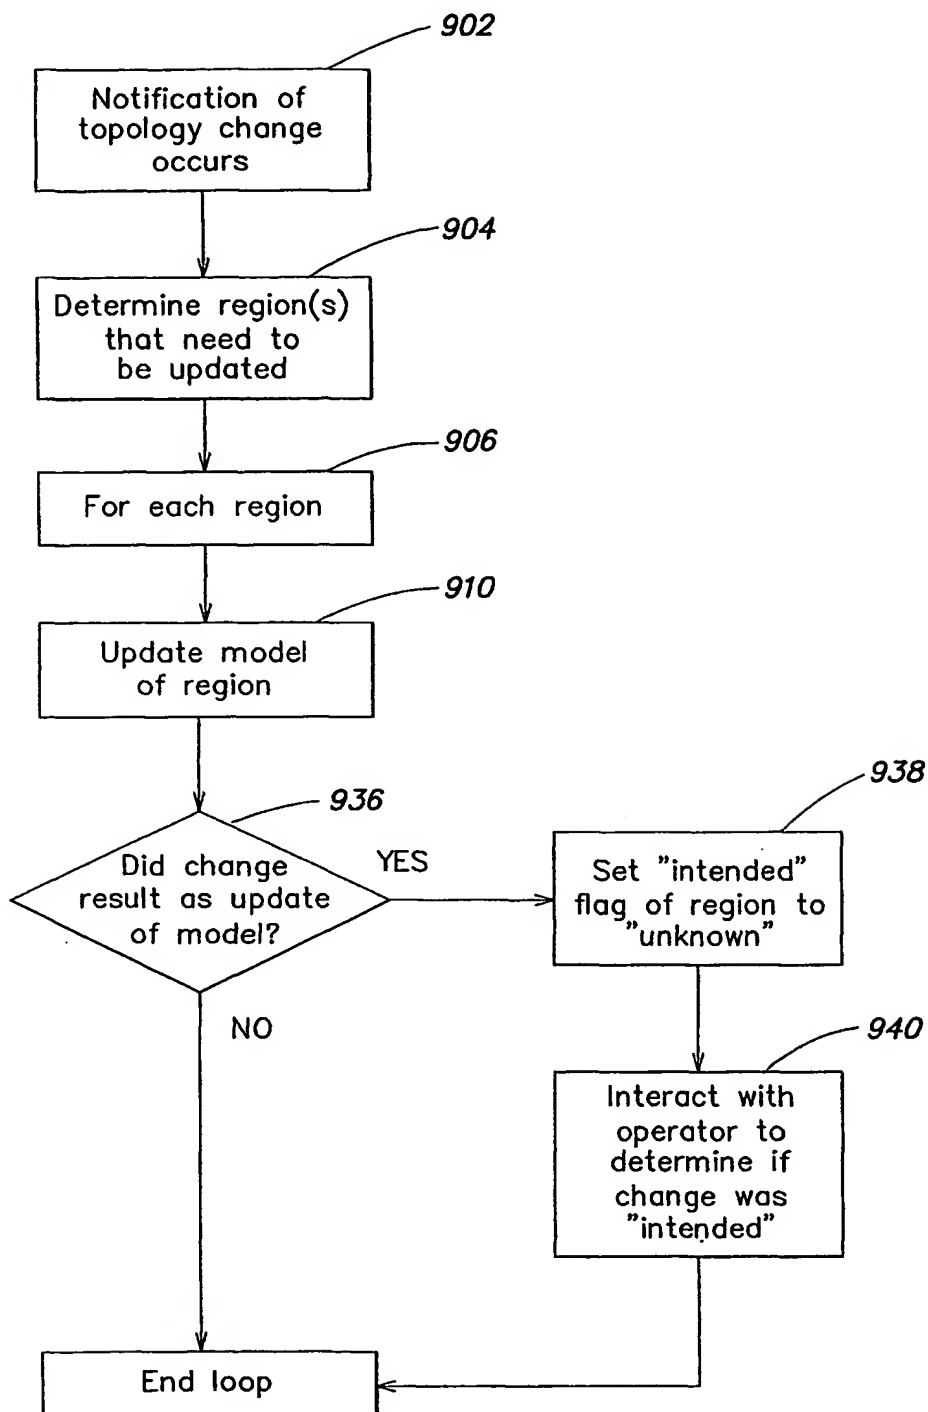 902
Notification of
topology change
occurs
904
Determine region(s)
that need to
be updated
906
For each region
910
Update model
of region
936
Did change
result as update
of model?
YES
NO
938
Set "intended"
flag of region to
"unknown"
940
Interact with
operator to
determine if
change was
"intended"
End loop